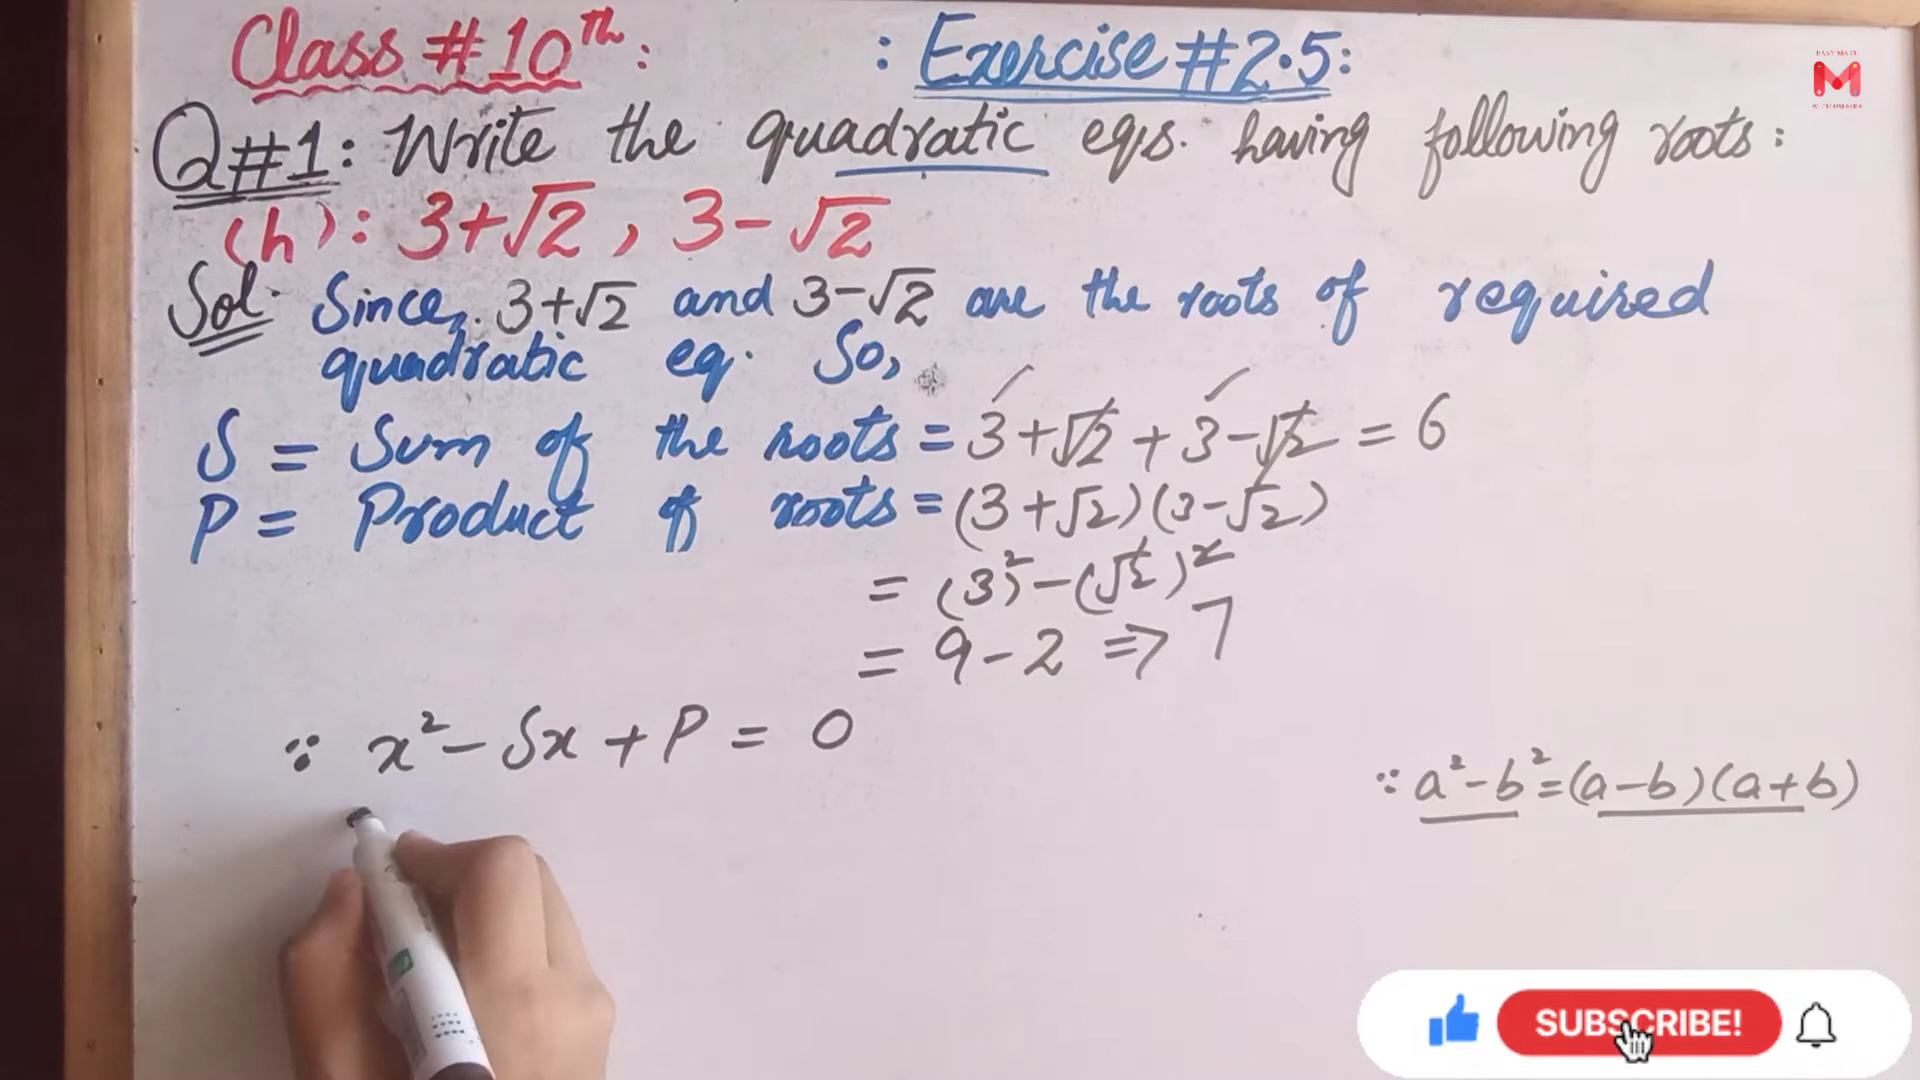 Class #10th: : Exercise #2.5:
EASY MATH
M
Q#1: Write the quadratic eqs. having following roots:
(h): 3+√2, 3-√2
Sol: Since, 3+√2 and 3-√2 are the roots of required
quadratic eq. So,
S = Sum of the roots = 3+√2 + 3-√2 = 6
P = Product of roots = (3+√2)(3-√2)
= (3)² - (√2)²
= 9-2 ⇒ 7
∵ x² - Sx + P = 0
∵ a²-b²=(a-b)(a+b)
SUBSCRIBE!